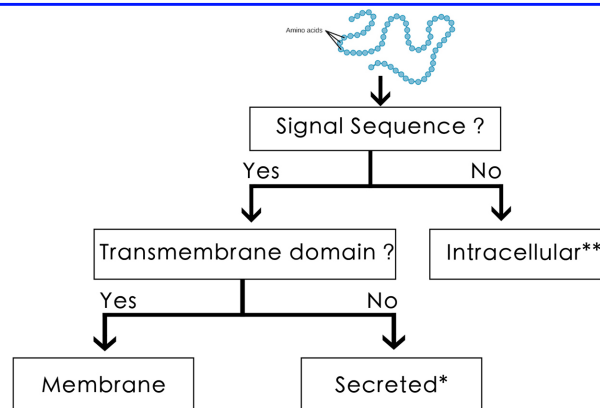 Amino acids
Signal Sequence ?
Yes
No
Transmembrane domain ?
Intracellular**
Yes
No
Membrane
Secreted*